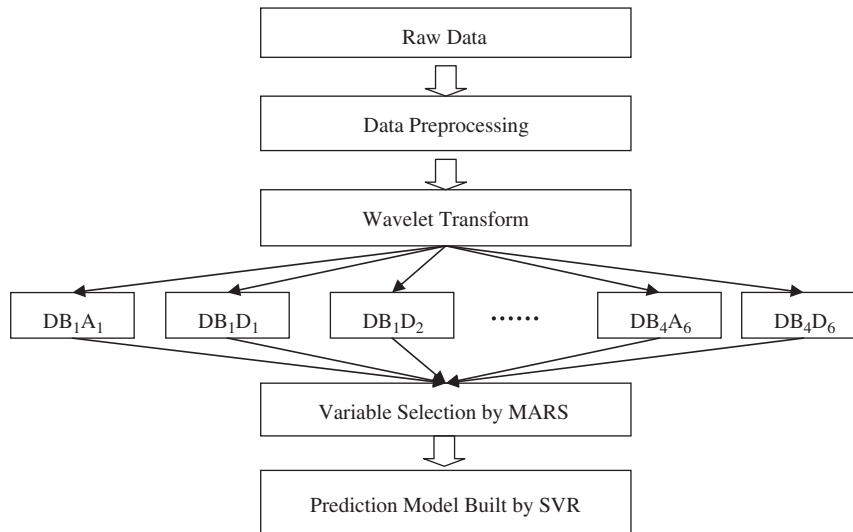 Raw Data
Data Preprocessing
Wavelet Transform
DB₁A₁ DB₁D₁ DB₁D₂ ...... DB₄A₆ DB₄D₆
Variable Selection by MARS
Prediction Model Built by SVR